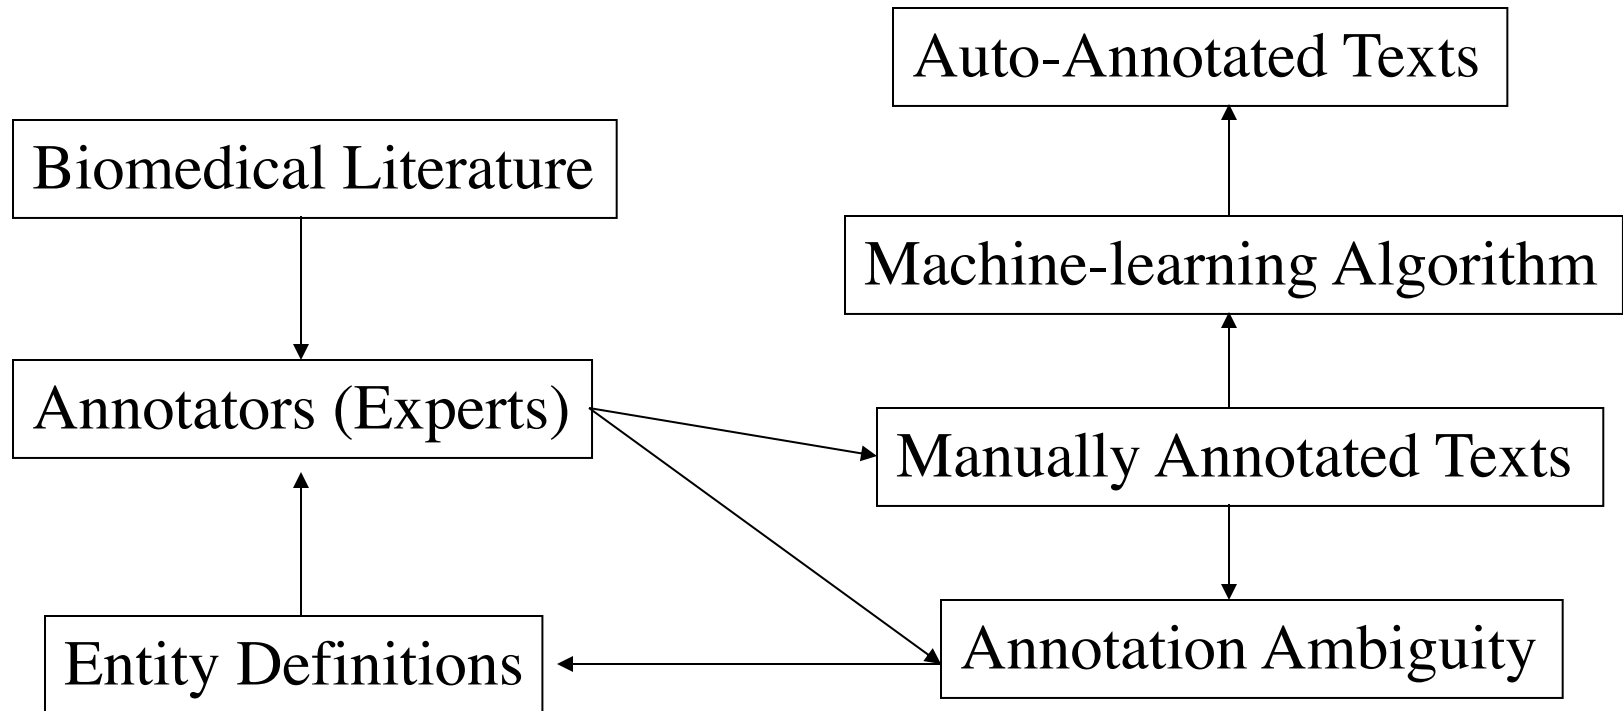 Auto-Annotated Texts
Biomedical Literature
Machine-learning Algorithm
Annotators (Experts)
Manually Annotated Texts
Annotation Ambiguity
Entity Definitions